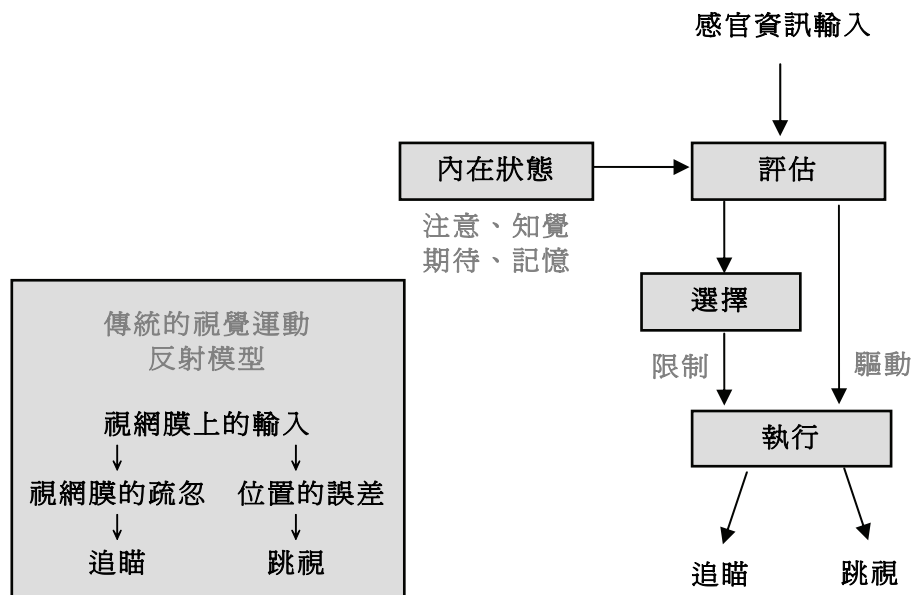 感官資訊輸入
內在狀態
評估
注意、知覺
期待、記憶
選擇
限制
驅動
執行
追瞄
跳視
傳統的視覺運動
反射模型
視網膜上的輸入
視網膜的疏忽
位置的誤差
追瞄
跳視